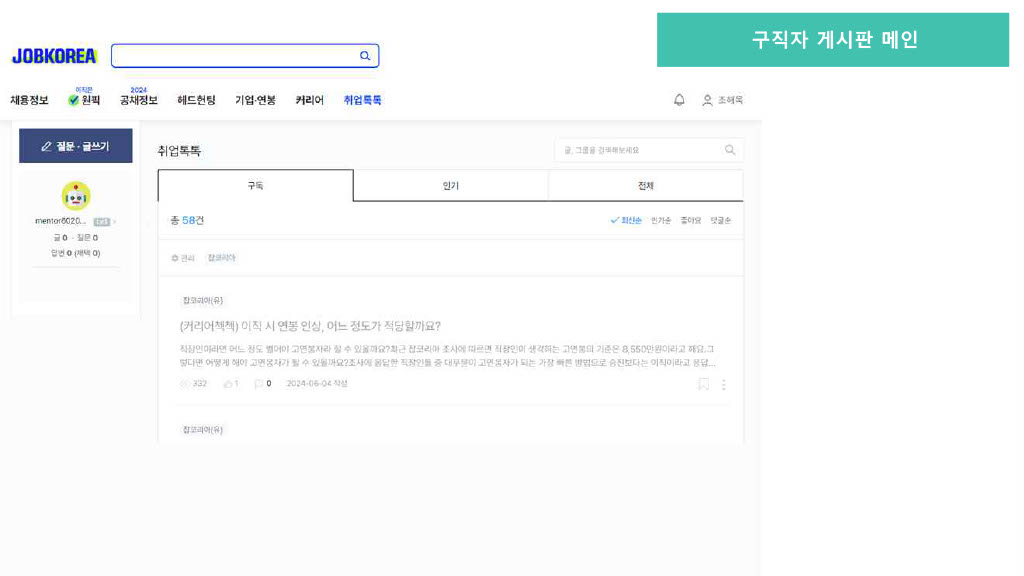 구직자 게시판 메인
JOBKOREA
이직은 2024
채용정보 원픽 공채정보 헤드헌팅 기업·연봉 커리어 취업톡톡 조해욱
질문 · 글쓰기
mentor6020... Lv1 >
글 0 · 질문 0
답변 0 (채택 0)
취업톡톡
글, 그룹을 검색해보세요
구독 인기 전체
총 58건
최신순 인기순 좋아요 댓글순
관리 잡코리아
잡코리아(유)
(커리어책책) 이직 시 연봉 인상, 어느 정도가 적당할까요?
직장인이라면 어느 정도 벌어야 고연봉자라 할 수 있을까요?최근 잡코리아 조사에 따르면 직장인이 생각하는 고연봉의 기준은 8,550만원이라고 해요.그
렇다면 어떻게 해야 고연봉자가 될 수 있을까요?조사에 응답한 직장인들 중 대부분이 고연봉자가 되는 가장 빠른 방법으로 승진보다는 이직이라고 응답...
332 1 0 2024-06-04 작성
잡코리아(유)